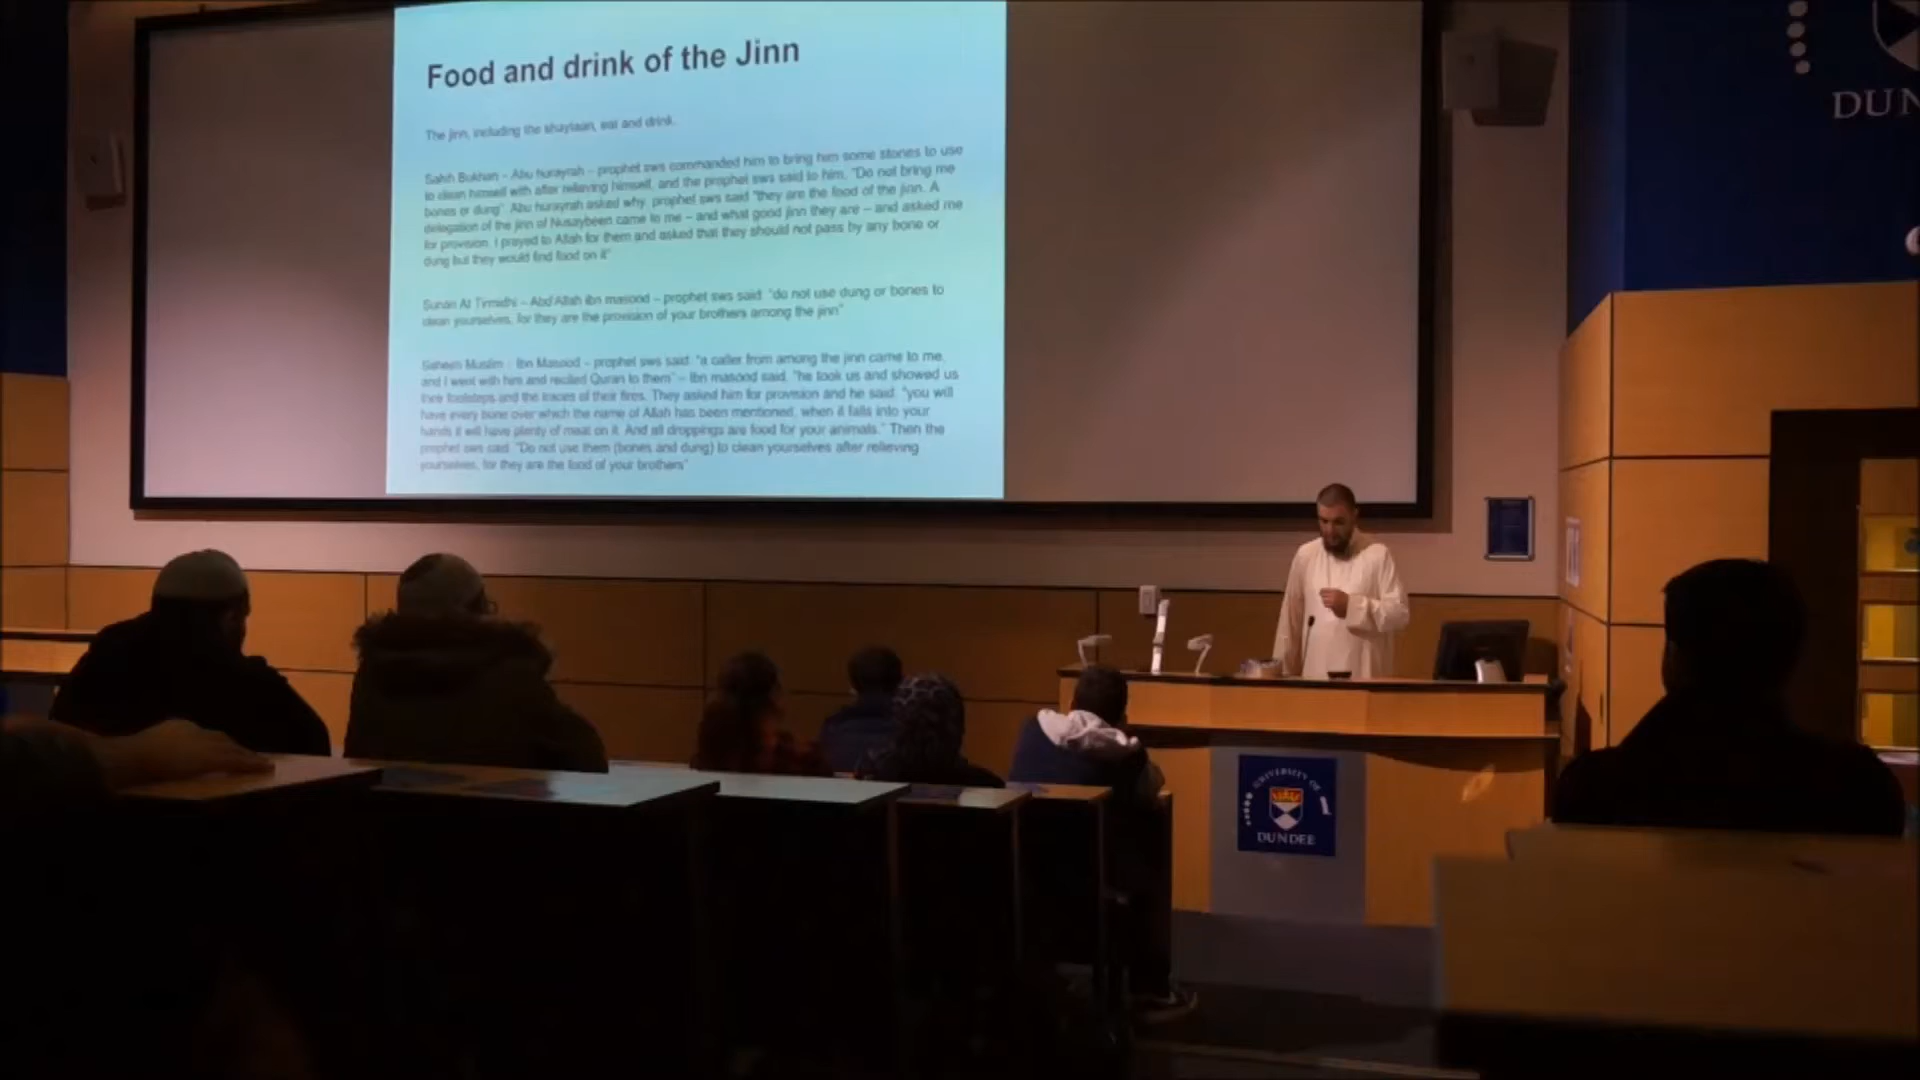 Food and drink of the Jinn
The jinn, including the shaytaan, eat and drink.
Sahih Bukhari – Abu hurayrah – prophet sws commanded him to bring him some stones to use
to clean himself with after relieving himself, and the prophet sws said to him, "Do not bring me
bones or dung". Abu hurayrah asked why, prophet sws said "they are the food of the jinn. A
delegation of the jinn of Nusaybeen came to me – and what good jinn they are – and asked me
for provision. I prayed to Allah for them and asked that they should not pass by any bone or
dung but they would find food on it"
Sunan At Tirmidhi – Abd'Allah ibn masood – prophet sws said: "do not use dung or bones to
clean yourselves, for they are the provision of your brothers among the jinn"
Saheeh Muslim – Ibn Masood – prophet sws said: "a caller from among the jinn came to me,
and I went with him and recited Quran to them" – Ibn masood said, "he took us and showed us
their footsteps and the traces of their fires. They asked him for provision and he said: "you will
have every bone over which the name of Allah has been mentioned, when it falls into your
hands it will have plenty of meat on it. And all droppings are food for your animals." Then the
prophet sws said: "Do not use them (bones and dung) to clean yourselves after relieving
yourselves, for they are the food of your brothers"
DUN
UNIVERSITY OF
DUNDEE